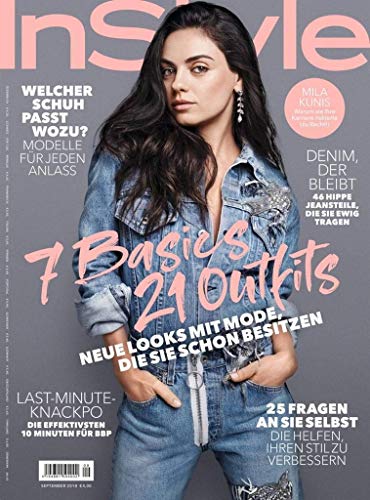 InStyle
WELCHER
SCHUH
PASST
WOZU?
MODELLE
FÜR JEDEN
ANLASS
MILA
KUNIS
DENIM,
DER
BLEIBT
46 HIPPE
JEANSTEILE,
DIE SIE EWIG
TRAGEN
7 Basics
21 Outfits
NEUE LOOKS MIT MODE,
DIE SIE SCHON BESITZEN
LAST-MINUTE-
KNACKPO
DIE EFFEKTIVSTEN
10 MINUTEN FÜR BBP
25 FRAGEN
AN SIE SELBST
DIE HELFEN,
IHREN STIL ZU
VERBESSERN
SEPTEMBER 2018